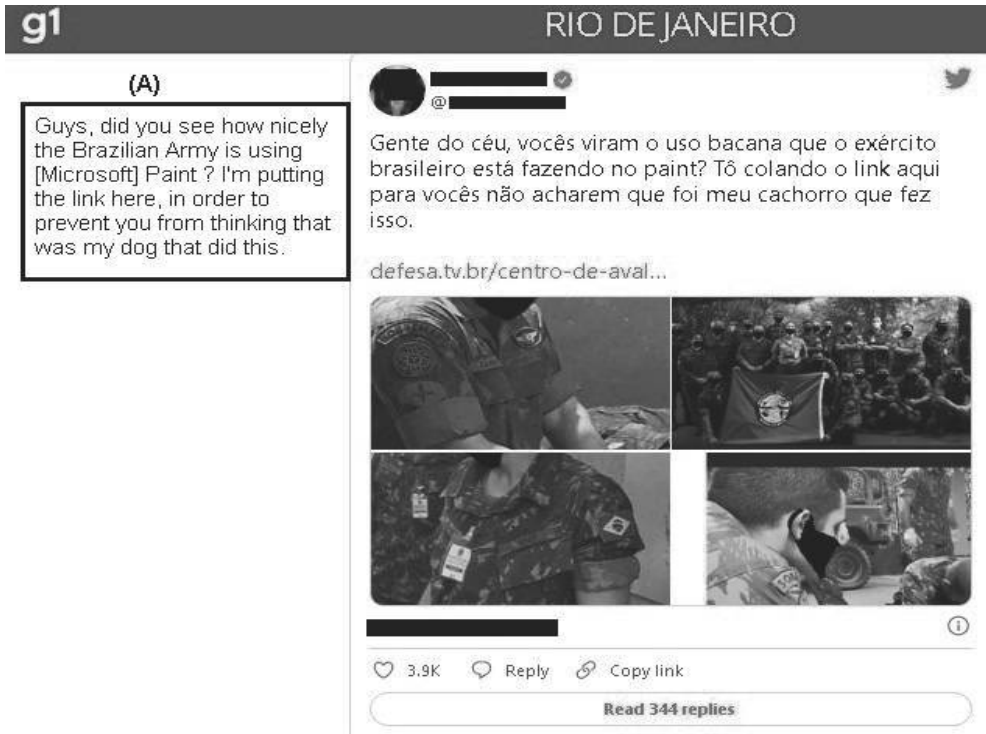 g1
RIO DE JANEIRO
(A)
Guys, did you see how nicely
the Brazilian Army is using
[Microsoft] Paint ? I'm putting
the link here, in order to
prevent you from thinking that
was my dog that did this.
@
Gente do céu, vocês viram o uso bacana que o exército
brasileiro está fazendo no paint? Tô colando o link aqui
para vocês não acharem que foi meu cachorro que fez
isso.
defesa.tv.br/centro-de-aval...
3.9K Reply Copy link
Read 344 replies